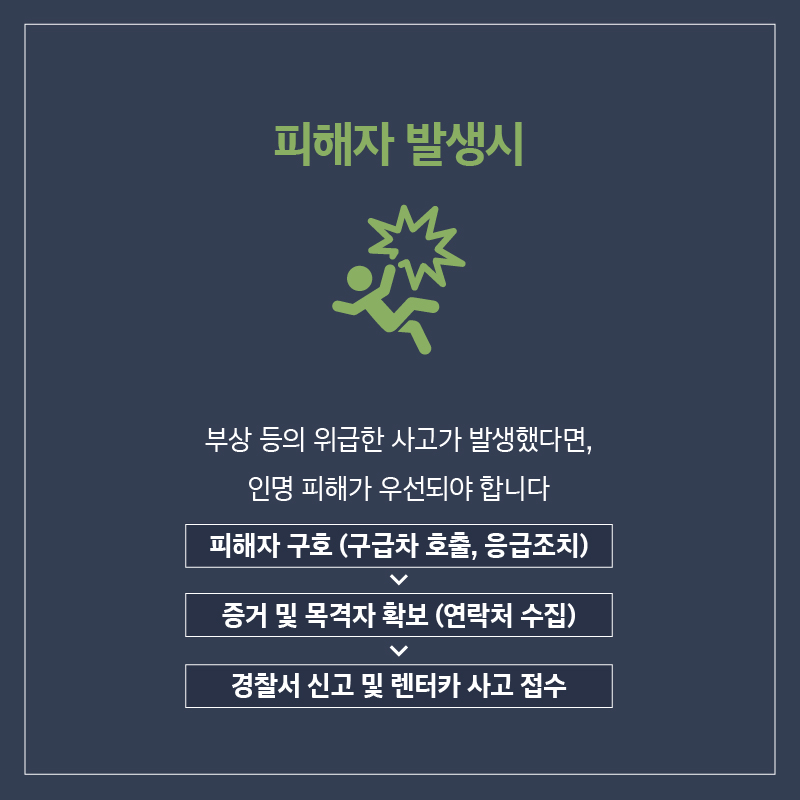 피해자 발생시
부상 등의 위급한 사고가 발생했다면,
인명 피해가 우선되야 합니다
피해자 구호 (구급차 호출, 응급조치)
증거 및 목격자 확보 (연락처 수집)
경찰서 신고 및 렌터카 사고 접수